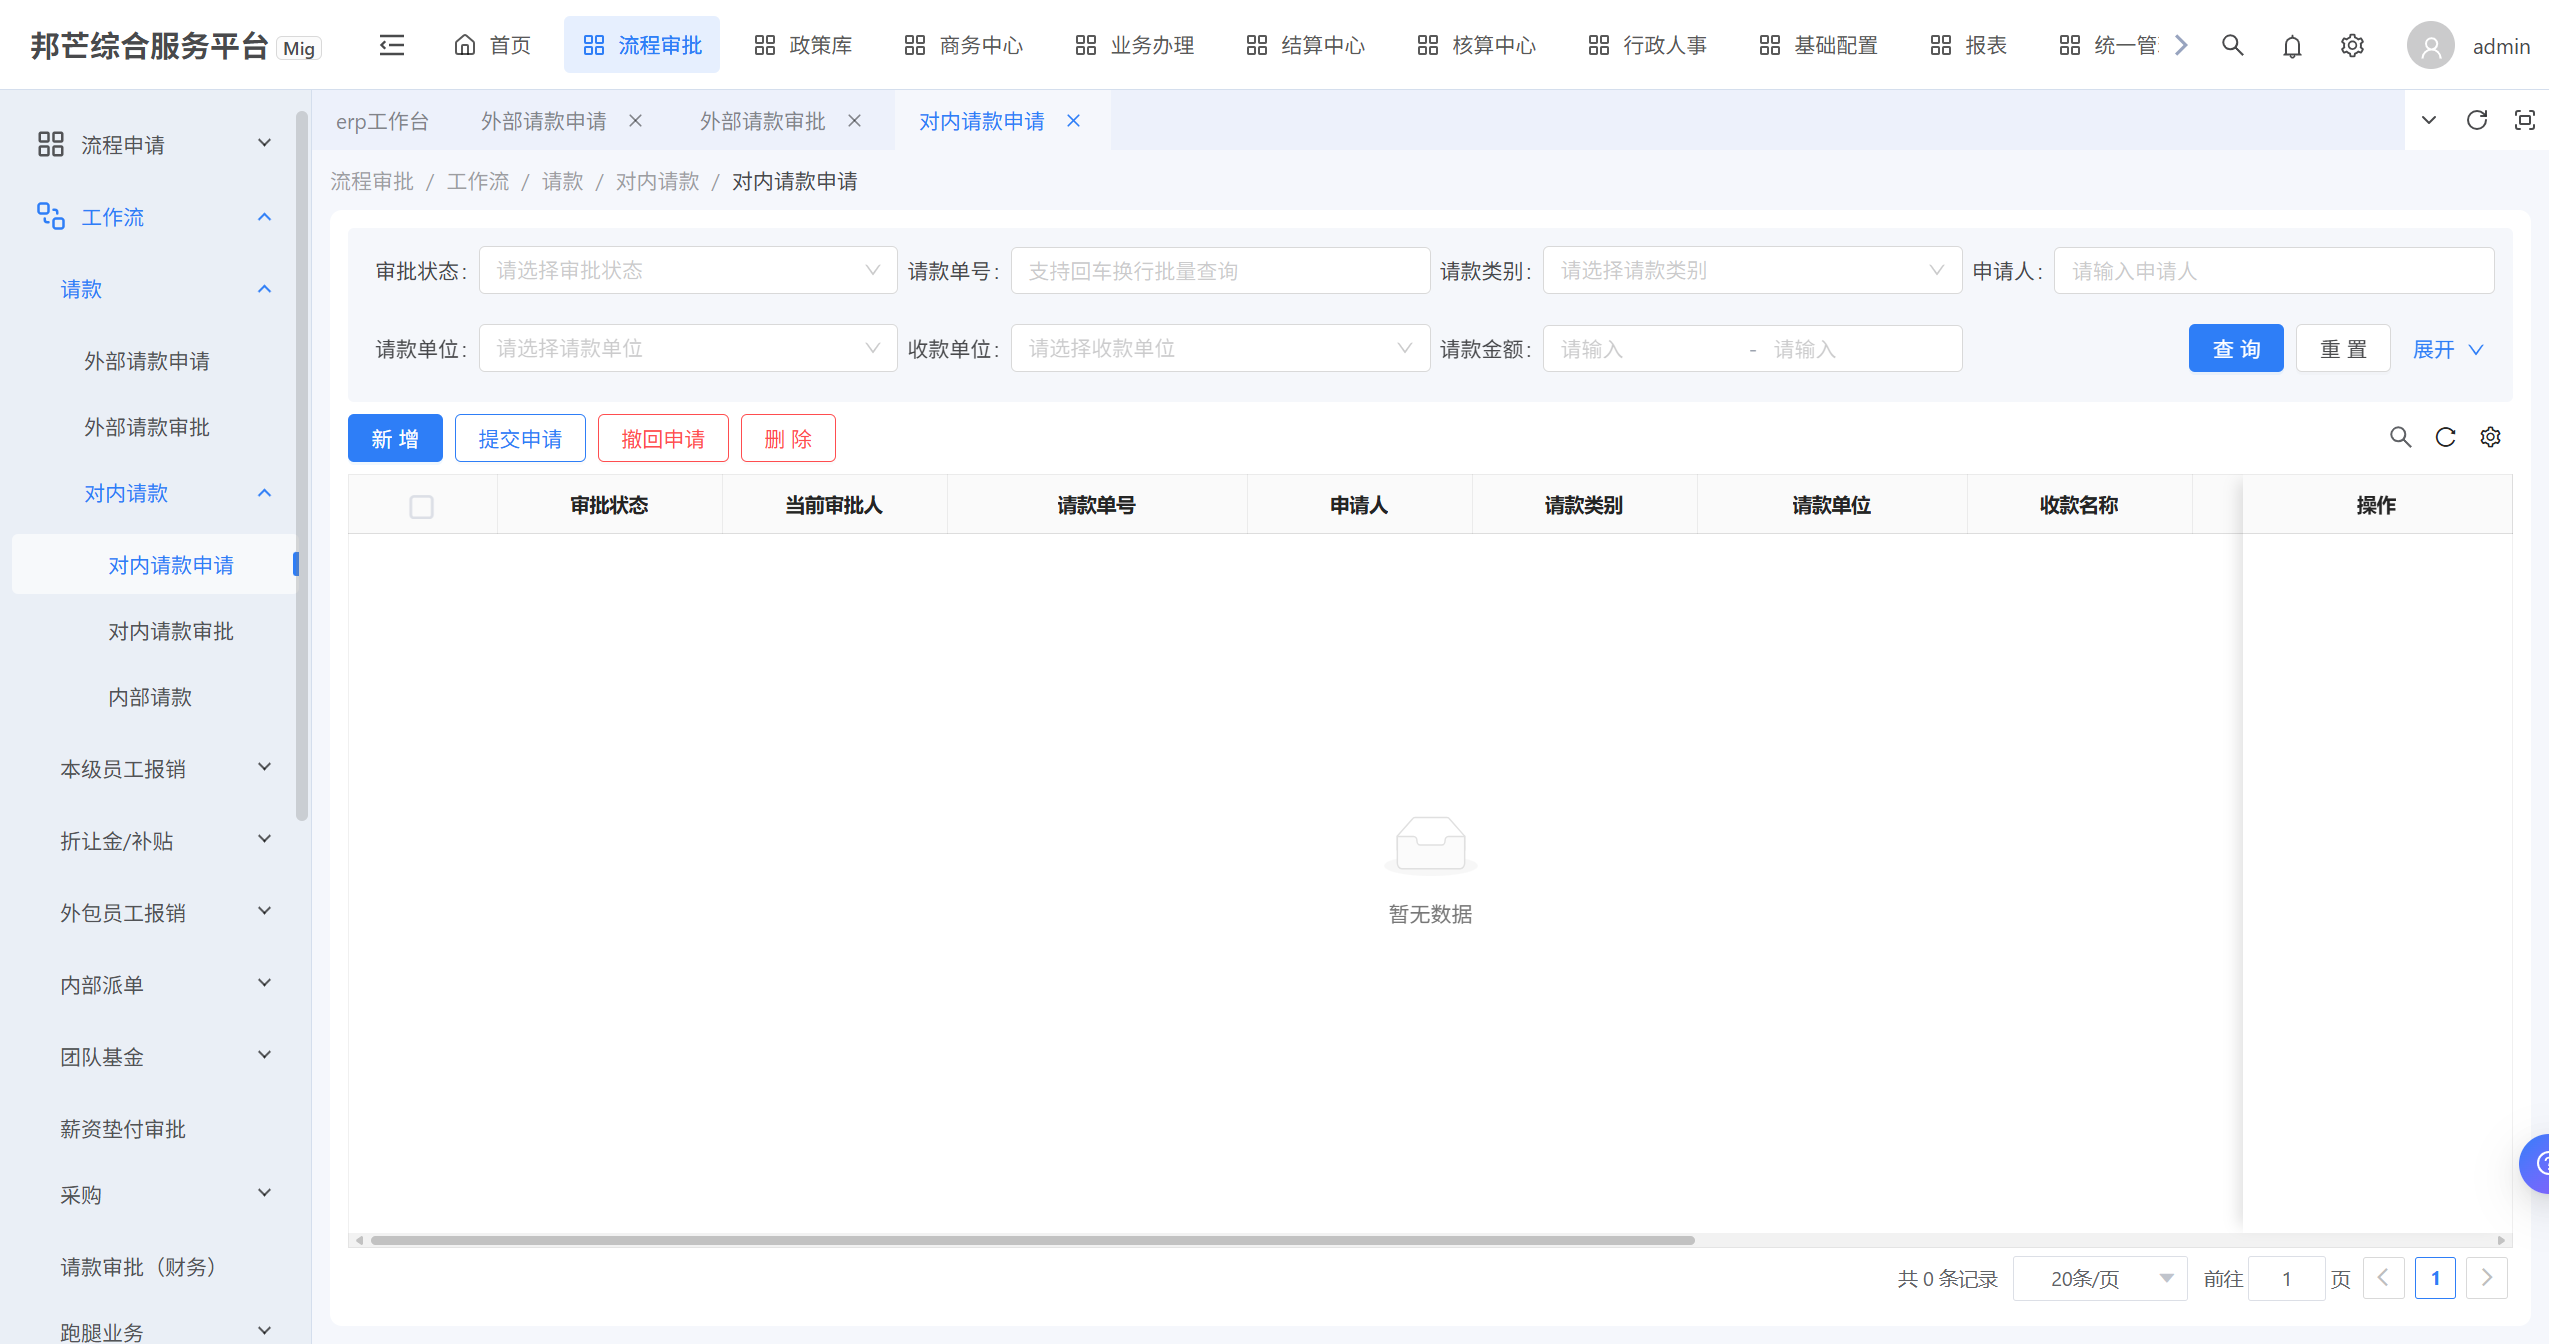 邦芒综合服务平台 Mig
首页 流程审批 政策库 商务中心 业务办理 结算中心 核算中心 行政人事 基础配置 报表 统一管
admin
流程申请
工作流
请款
外部请款申请
外部请款审批
对内请款
对内请款申请
对内请款审批
内部请款
本级员工报销
折让金/补贴
外包员工报销
内部派单
团队基金
薪资垫付审批
采购
请款审批（财务）
跑腿业务
erp工作台 外部请款申请 外部请款审批 对内请款申请
流程审批 / 工作流 / 请款 / 对内请款 / 对内请款申请
审批状态: 请选择审批状态 请款单号: 支持回车换行批量查询 请款类别: 请选择请款类别 申请人: 请输入申请人
请款单位: 请选择请款单位 收款单位: 请选择收款单位 请款金额: 请输入 - 请输入 查 询 重 置 展开
新 增 提交申请 撤回申请 删 除
审批状态 当前审批人 请款单号 申请人 请款类别 请款单位 收款名称 操作
暂无数据
共 0 条记录 20条/页 前往 1 页 1